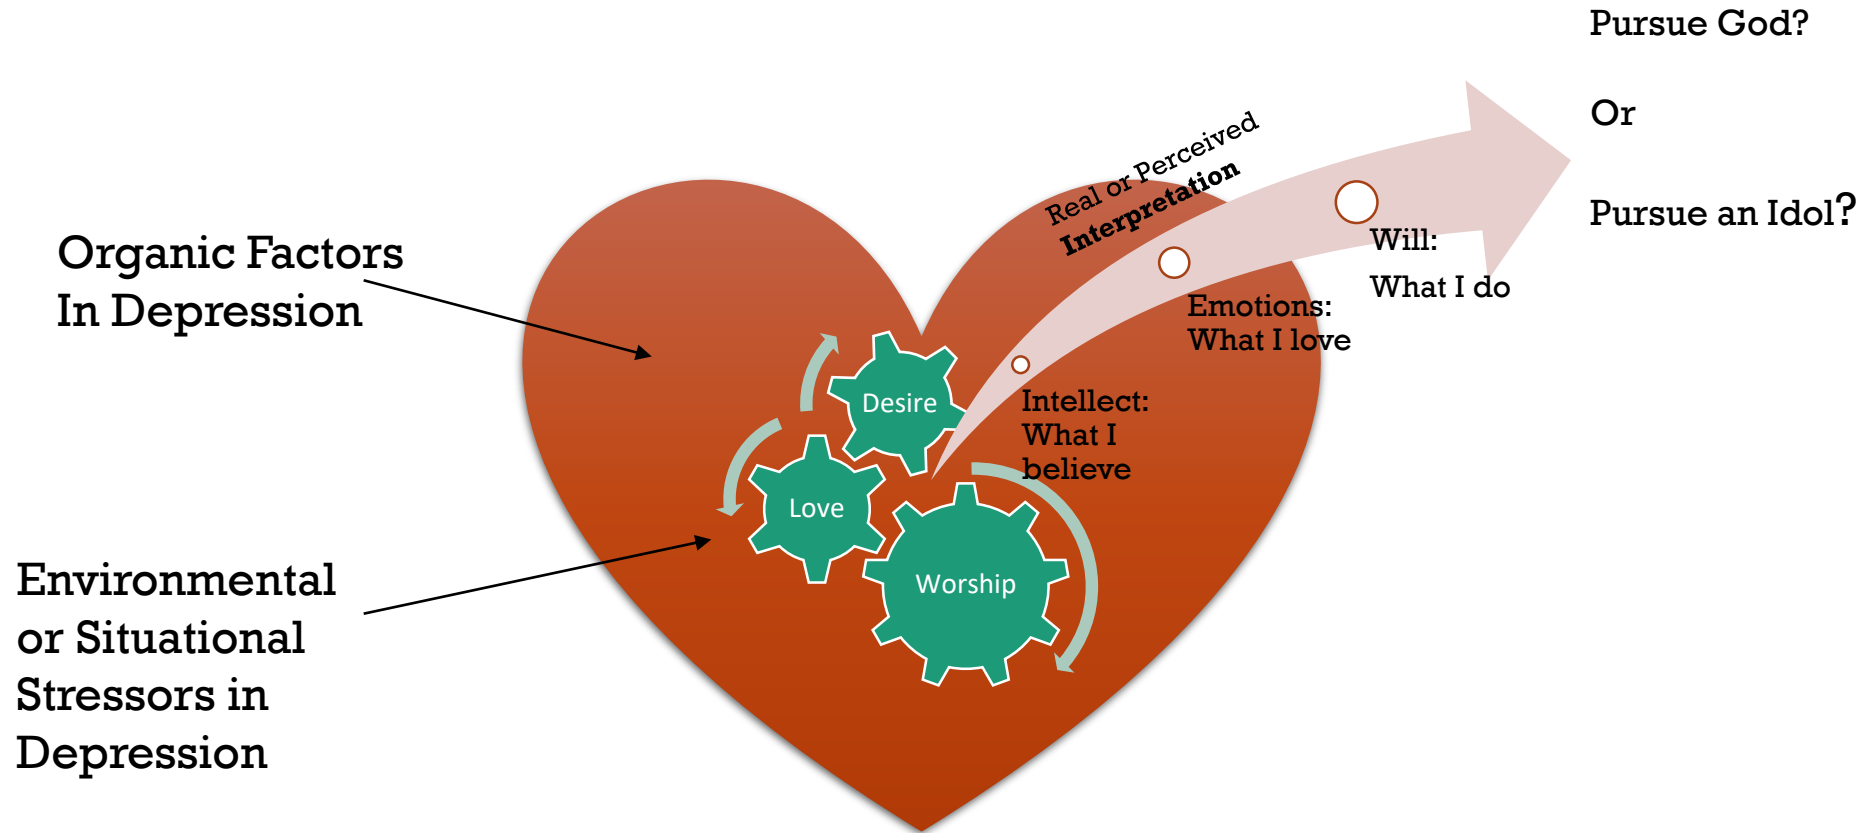 Pursue God?
Or
Pursue an Idol?
Real or Perceived
Interpretation
Will:
What I do
Emotions:
What I love
Intellect:
What I
believe
Organic Factors
In Depression
Desire
Love
Worship
Environmental
or Situational
Stressors in
Depression